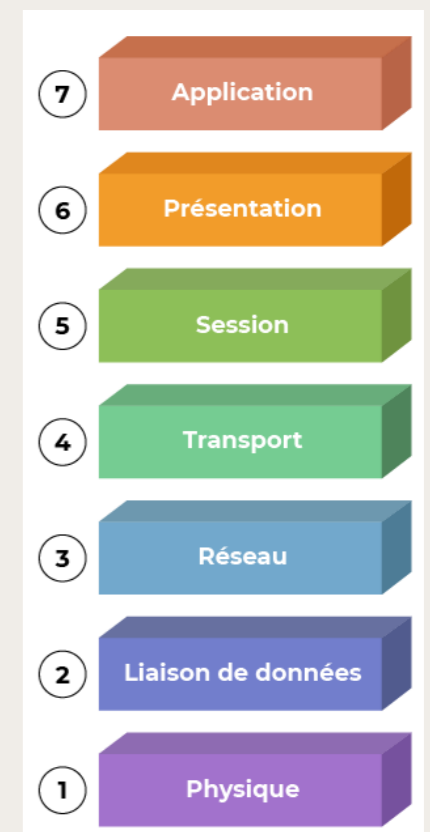 7 Application
6 Présentation
5 Session
4 Transport
3 Réseau
2 Liaison de données
1 Physique